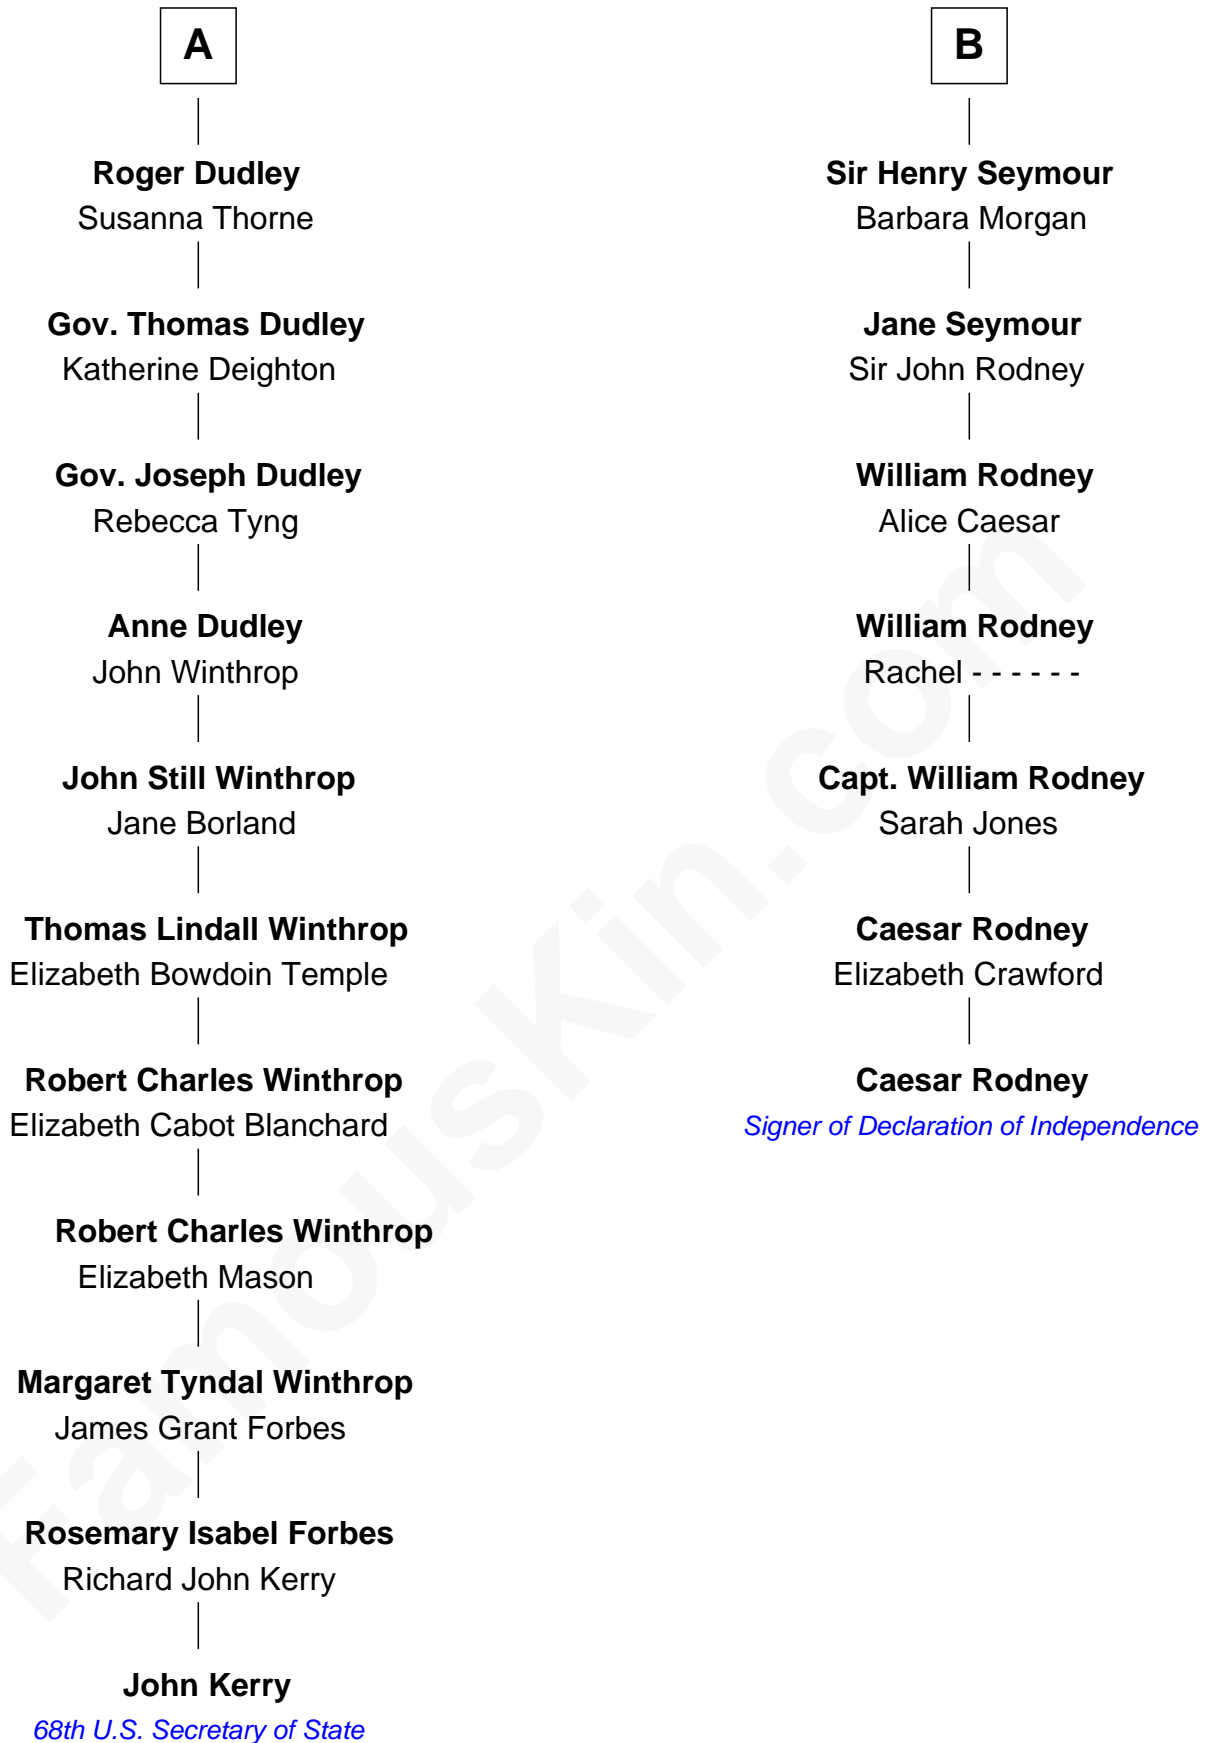 A
Roger Dudley
Susanna Thorne
Gov. Thomas Dudley
Katherine Deighton
Gov. Joseph Dudley
Rebecca Tyng
Anne Dudley
John Winthrop
John Still Winthrop
Jane Borland
Thomas Lindall Winthrop
Elizabeth Bowdoin Temple
Robert Charles Winthrop
Elizabeth Cabot Blanchard
Robert Charles Winthrop
Elizabeth Mason
Margaret Tyndal Winthrop
James Grant Forbes
Rosemary Isabel Forbes
Richard John Kerry
John Kerry
68th U.S. Secretary of State
B
Sir Henry Seymour
Barbara Morgan
Jane Seymour
Sir John Rodney
William Rodney
Alice Caesar
William Rodney
Rachel - - - - - -
Capt. William Rodney
Sarah Jones
Caesar Rodney
Elizabeth Crawford
Caesar Rodney
Signer of Declaration of Independence
FamousKin.com